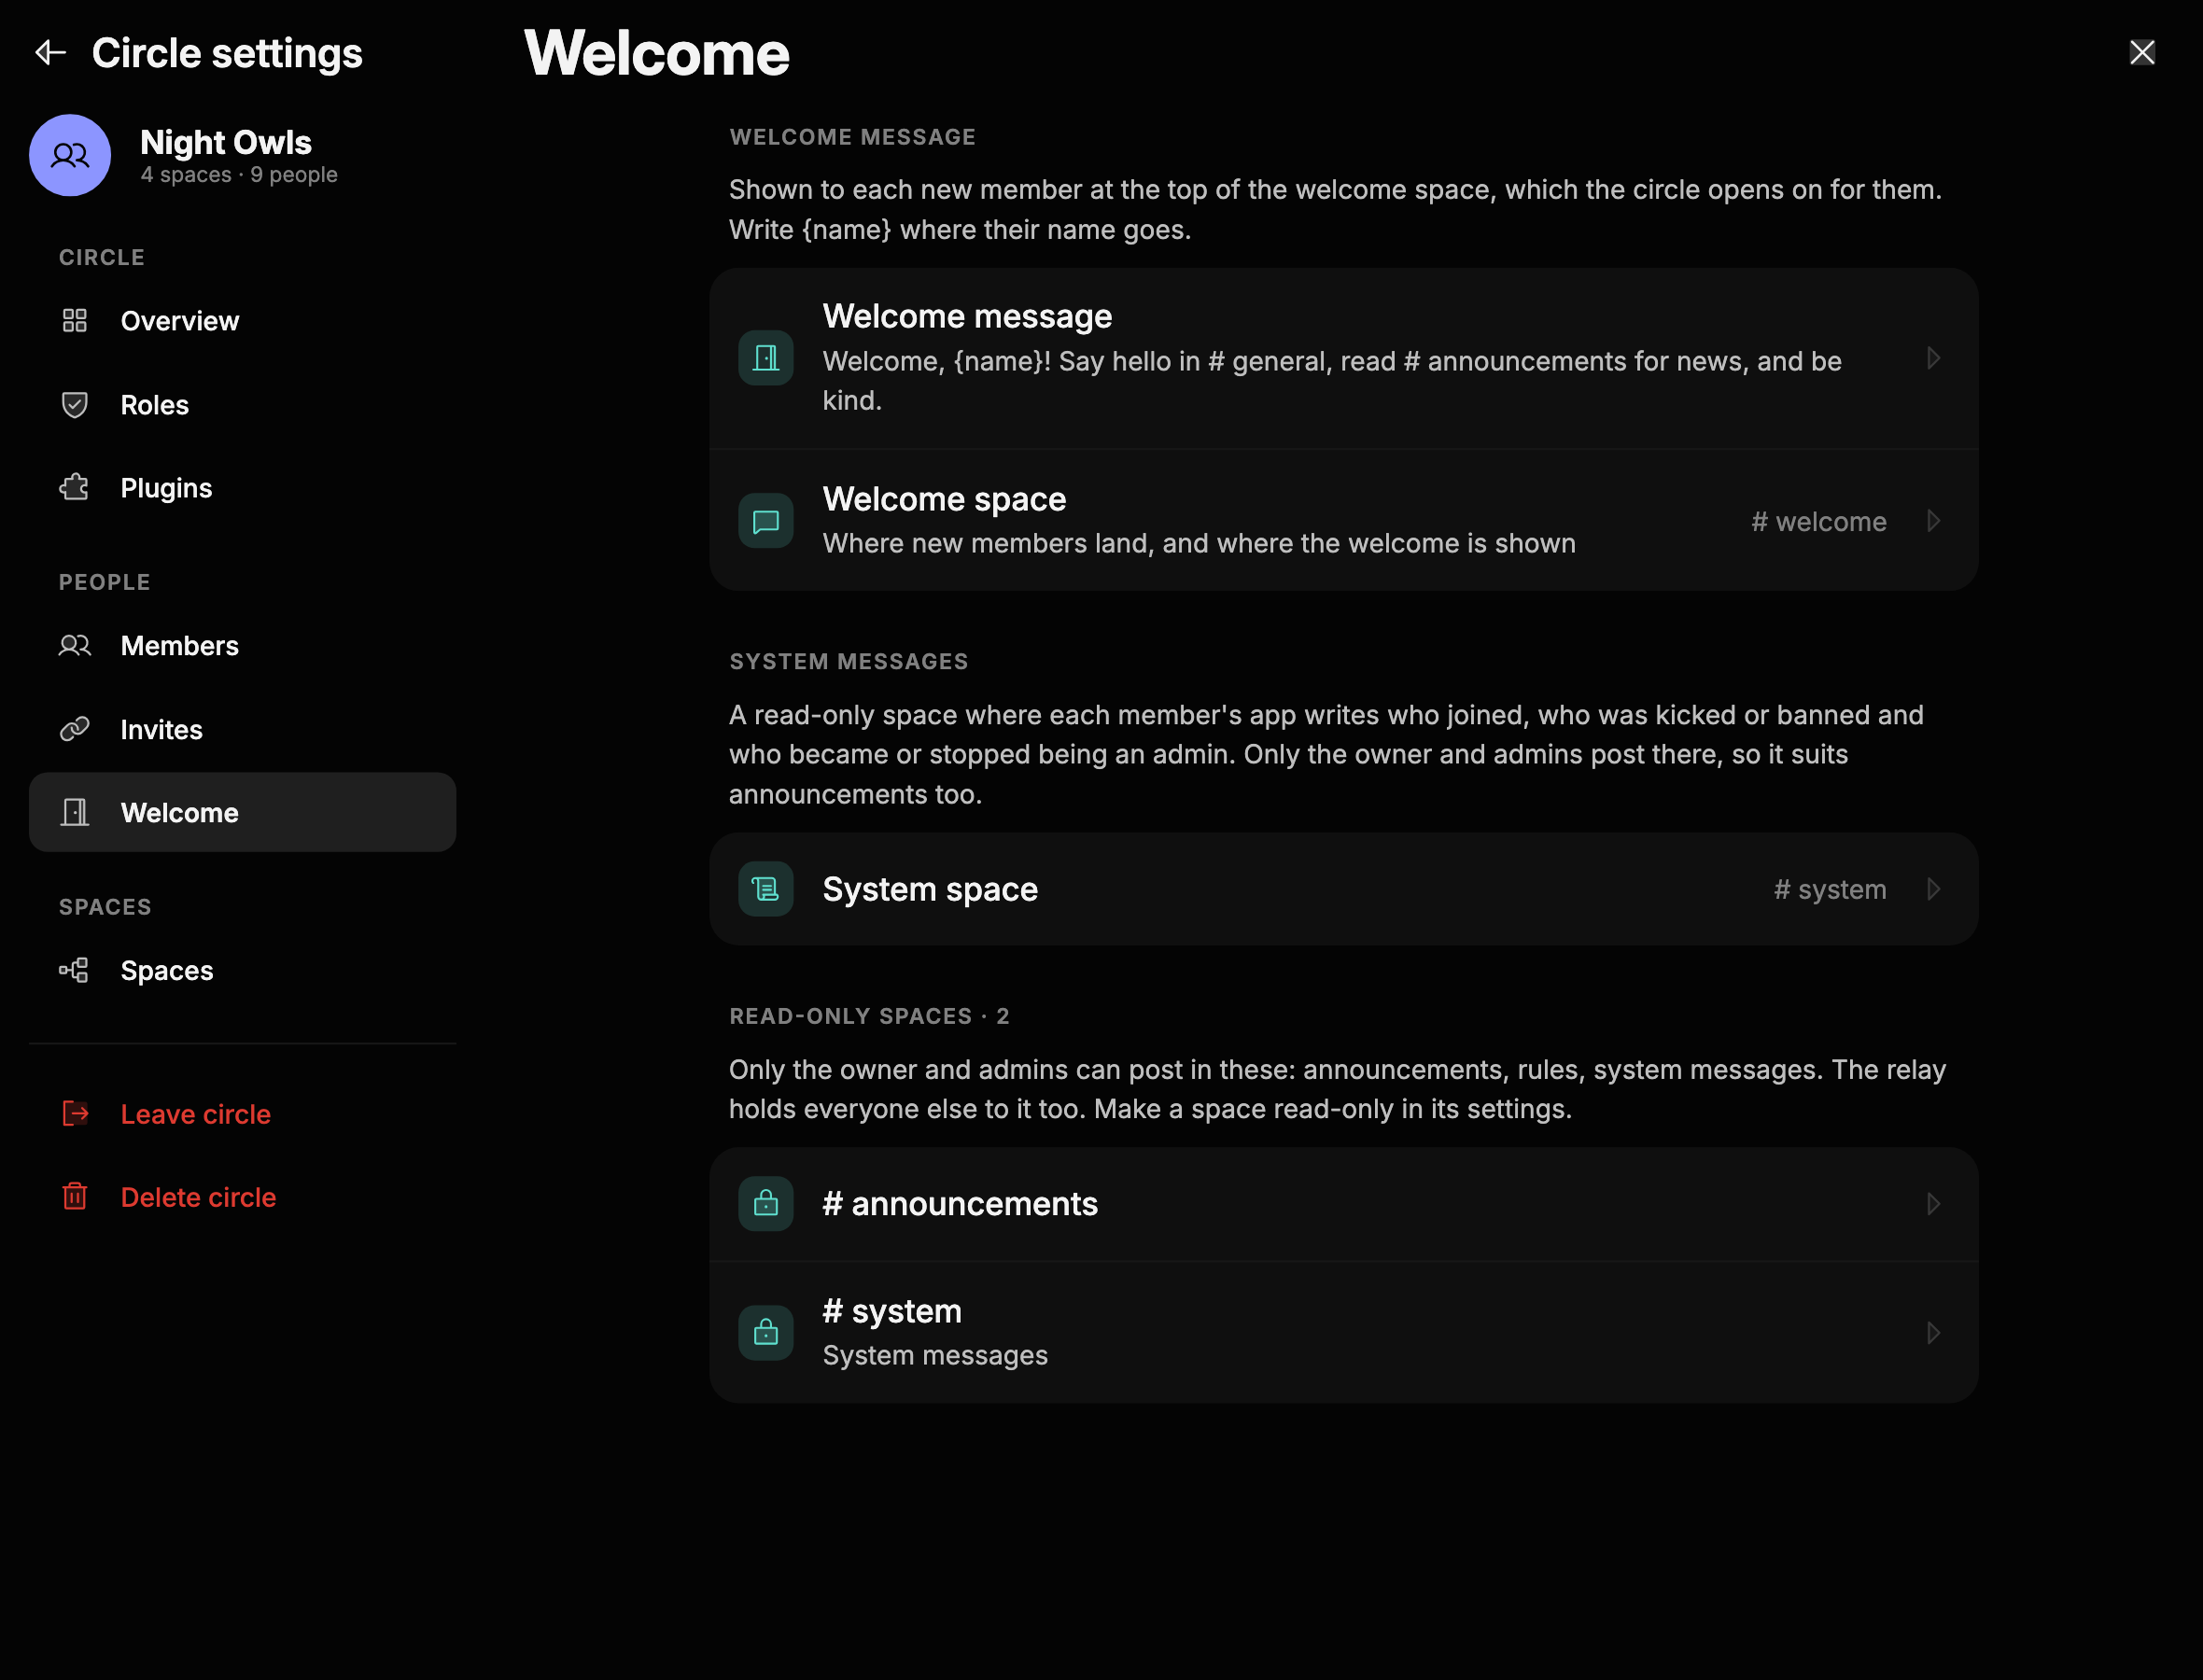 Circle settings
Night Owls
4 spaces · 9 people
CIRCLE
Overview
Roles
Plugins
PEOPLE
Members
Invites
Welcome
SPACES
Spaces
Leave circle
Delete circle
Welcome
WELCOME MESSAGE
Shown to each new member at the top of the welcome space, which the circle opens on for them.
Write {name} where their name goes.
Welcome message
Welcome, {name}! Say hello in # general, read # announcements for news, and be
kind.
Welcome space
Where new members land, and where the welcome is shown
# welcome
SYSTEM MESSAGES
A read-only space where each member's app writes who joined, who was kicked or banned and
who became or stopped being an admin. Only the owner and admins post there, so it suits
announcements too.
System space
# system
READ-ONLY SPACES · 2
Only the owner and admins can post in these: announcements, rules, system messages. The relay
holds everyone else to it too. Make a space read-only in its settings.
# announcements
# system
System messages